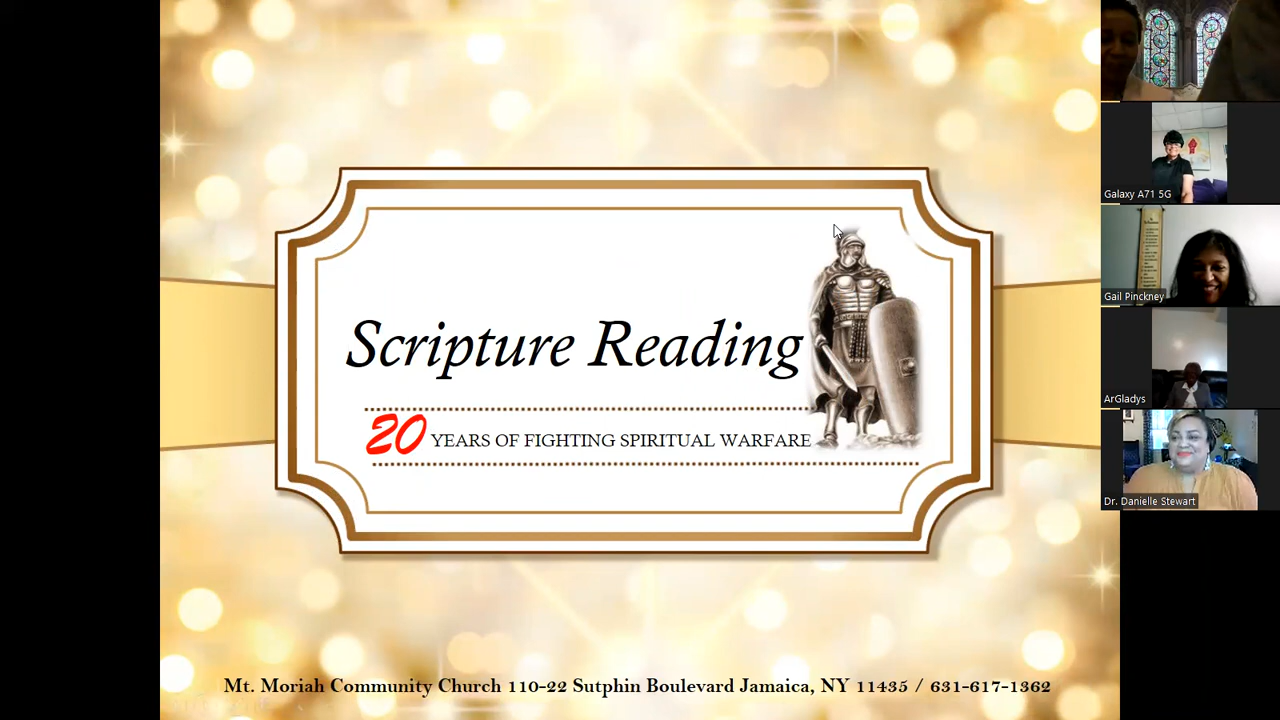 Scripture Reading
20 YEARS OF FIGHTING SPIRITUAL WARFARE
Mt. Moriah Community Church 110-22 Sutphin Boulevard Jamaica, NY 11435 / 631-617-1362
Galaxy A71 5G
Gail Pinckney
ArGladys
Dr. Danielle Stewart